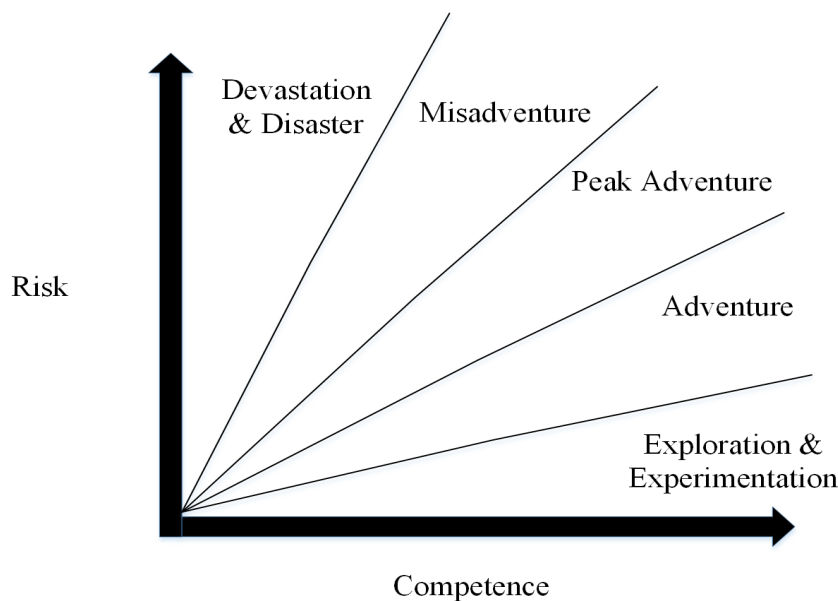 Devastation
& Disaster
Misadventure
Peak Adventure
Risk
Adventure
Exploration &
Experimentation
Competence